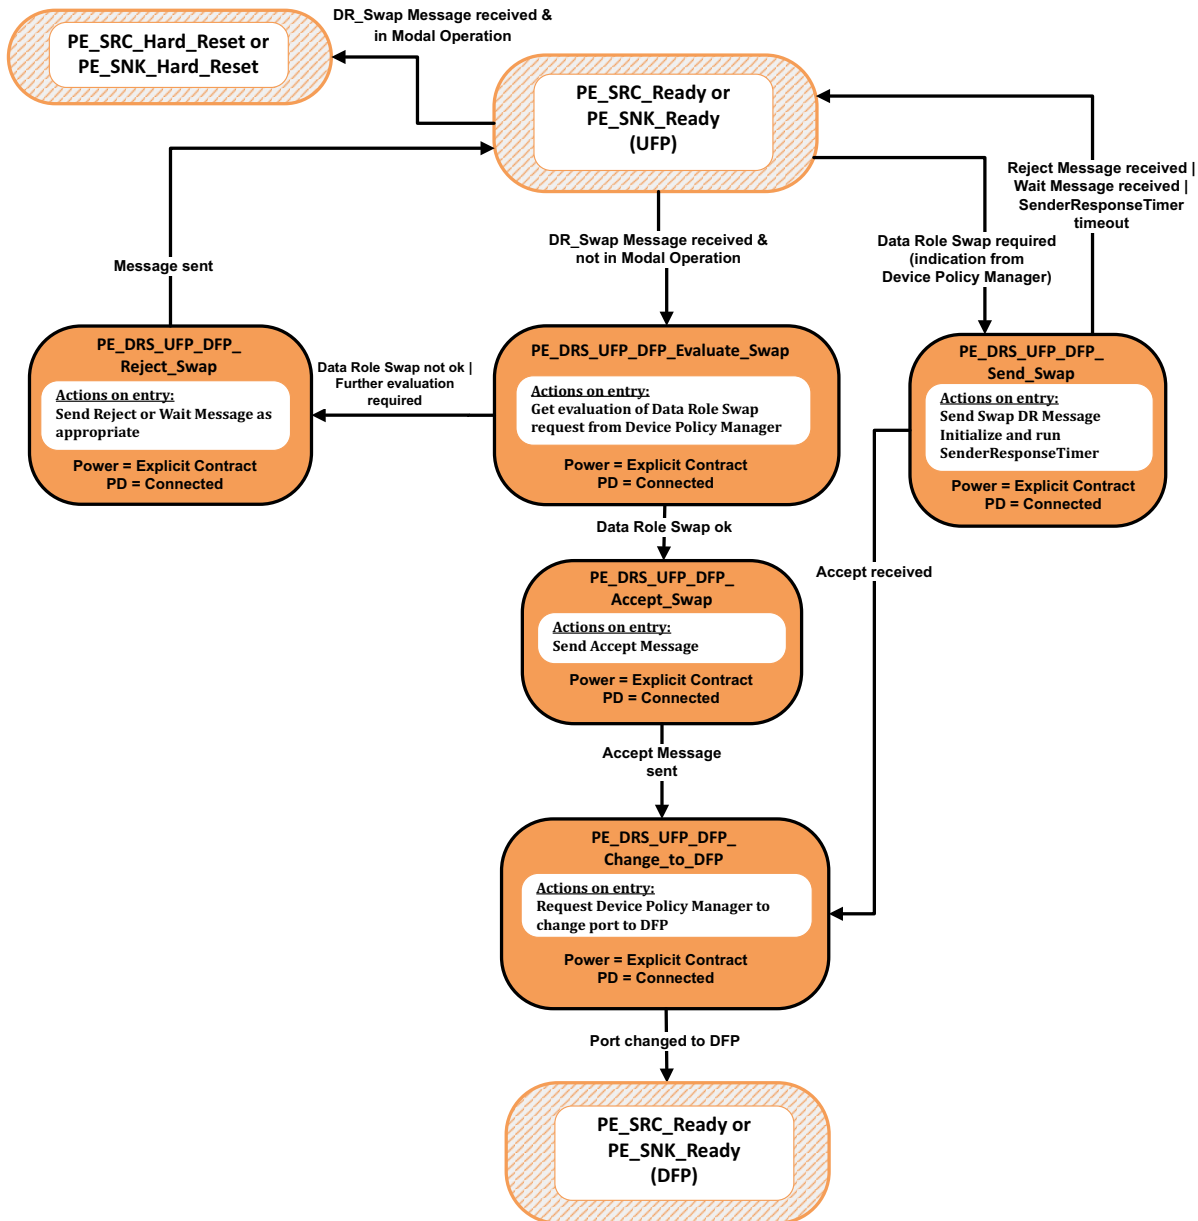 DR_Swap Message received &
in Modal Operation
PE_SRC_Hard_Reset or
PE_SNK_Hard_Reset
PE_SRC_Ready or
PE_SNK_Ready
(UFP)
Reject Message received |
Wait Message received |
SenderResponseTimer
timeout
DR_Swap Message received &
not in Modal Operation
Data Role Swap required
(indication from
Device Policy Manager)
Message sent
PE_DRS_UFP_DFP_
Reject_Swap
Actions on entry:
Send Reject or Wait Message as
appropriate
Power = Explicit Contract
PD = Connected
Data Role Swap not ok |
Further evaluation
required
PE_DRS_UFP_DFP_Evaluate_Swap
Actions on entry:
Get evaluation of Data Role Swap
request from Device Policy Manager
Power = Explicit Contract
PD = Connected
PE_DRS_UFP_DFP_
Send_Swap
Actions on entry:
Send Swap DR Message
Initialize and run
SenderResponseTimer
Power = Explicit Contract
PD = Connected
Data Role Swap ok
Accept received
PE_DRS_UFP_DFP_
Accept_Swap
Actions on entry:
Send Accept Message
Power = Explicit Contract
PD = Connected
Accept Message
sent
PE_DRS_UFP_DFP_
Change_to_DFP
Actions on entry:
Request Device Policy Manager to
change port to DFP
Power = Explicit Contract
PD = Connected
Port changed to DFP
PE_SRC_Ready or
PE_SNK_Ready
(DFP)